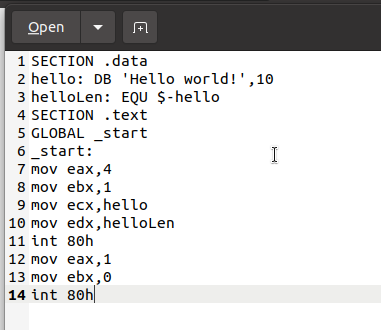 Open
1 SECTION .data
2 hello: DB 'Hello world!',10
3 helloLen: EQU $-hello
4 SECTION .text
5 GLOBAL _start
6 _start:
7 mov eax,4
8 mov ebx,1
9 mov ecx,hello
10 mov edx,helloLen
11 int 80h
12 mov eax,1
13 mov ebx,0
14 int 80h